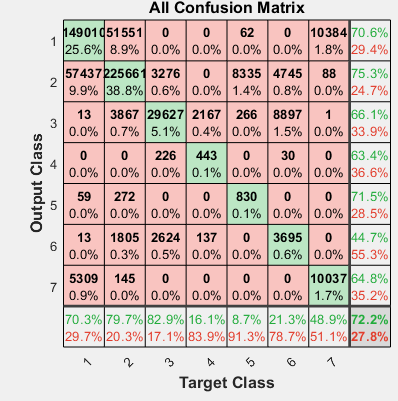 All Confusion Matrix
149010 51551 0 0 62 0 10384 70.6%
25.6% 8.9% 0.0% 0.0% 0.0% 0.0% 1.8% 29.4%
1
57437 225661 3276 0 8335 4745 88 75.3%
9.9% 38.8% 0.6% 0.0% 1.4% 0.8% 0.0% 24.7%
2
13 3867 29627 2167 266 8897 1 66.1%
0.0% 0.7% 5.1% 0.4% 0.0% 1.5% 0.0% 33.9%
3
0 0 226 443 0 30 0 63.4%
0.0% 0.0% 0.0% 0.1% 0.0% 0.0% 0.0% 36.6%
4
59 272 0 0 830 0 0 71.5%
0.0% 0.0% 0.0% 0.0% 0.1% 0.0% 0.0% 28.5%
5
13 1805 2624 137 0 3695 0 44.7%
0.0% 0.3% 0.5% 0.0% 0.0% 0.6% 0.0% 55.3%
6
5309 145 0 0 0 0 10037 64.8%
0.9% 0.0% 0.0% 0.0% 0.0% 0.0% 1.7% 35.2%
7
70.3% 79.7% 82.9% 16.1% 8.7% 21.3% 48.9% 72.2%
29.7% 20.3% 17.1% 83.9% 91.3% 78.7% 51.1% 27.8%
1 2 3 4 5 6 7
Target Class
Output Class